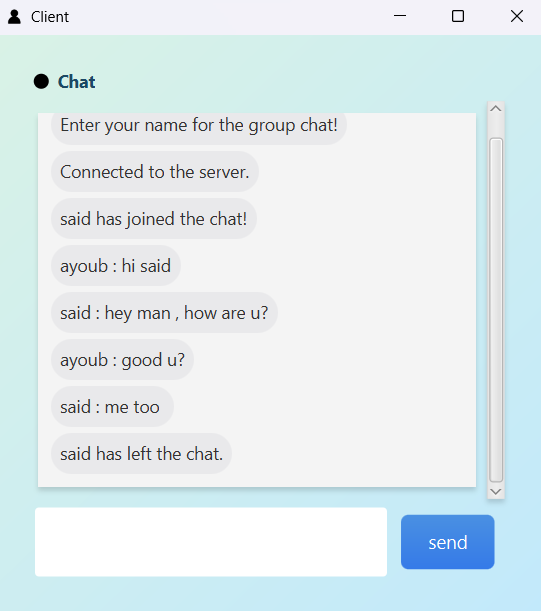 Client
Chat
Enter your name for the group chat!
Connected to the server.
said has joined the chat!
ayoub : hi said
said : hey man , how are u?
ayoub : good u?
said : me too
said has left the chat.
send